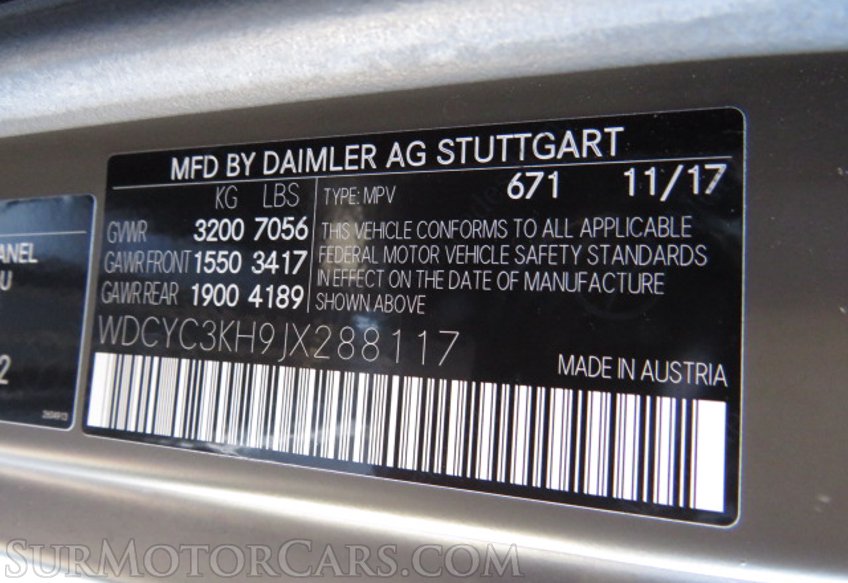 MFD BY DAIMLER AG STUTTGART
KG LBS
GVWR 3200 7056
GAWR FRONT 1550 3417
GAWR REAR 1900 4189
TYPE: MPV 671 11/17
THIS VEHICLE CONFORMS TO ALL APPLICABLE
FEDERAL MOTOR VEHICLE SAFETY STANDARDS
IN EFFECT ON THE DATE OF MANUFACTURE
SHOWN ABOVE
WDCYC3KH9JX288117
MADE IN AUSTRIA
ANEL
U
2
SURMOTORCARS.COM